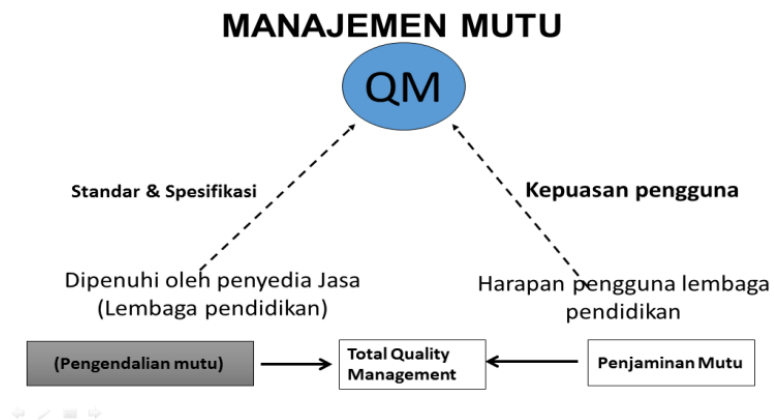 MANAJEMEN MUTU
QM
Standar & Spesifikasi
Kepuasan pengguna
Dipenuhi oleh penyedia Jasa
(Lembaga pendidikan)
Harapan pengguna lembaga
pendidikan
(Pengendalian mutu)
Total Quality
Management
Penjaminan Mutu